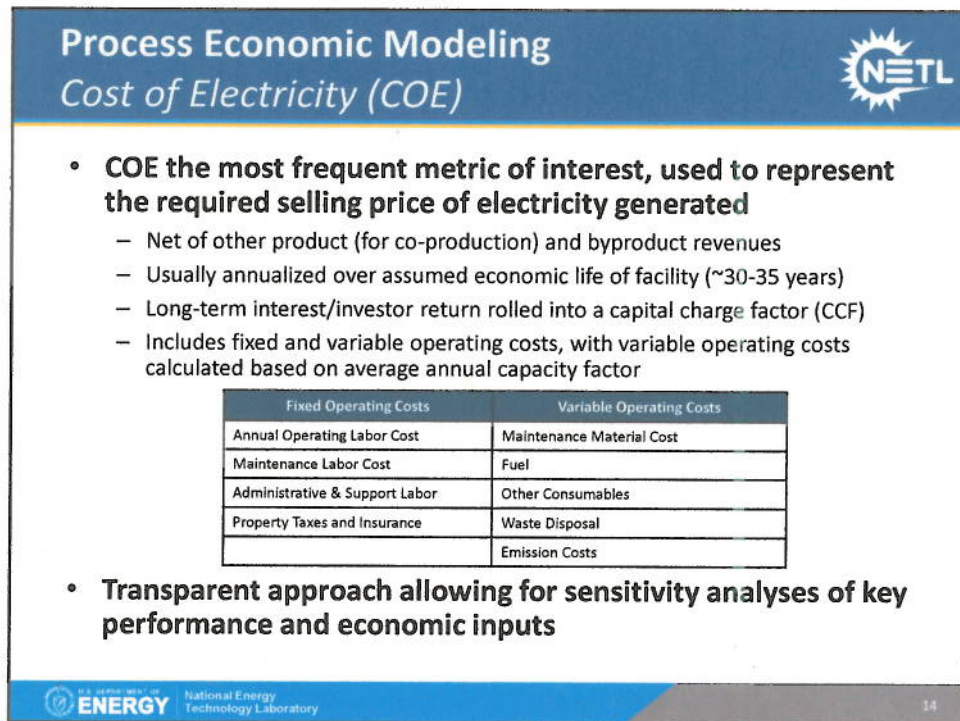 Process Economic Modeling
Cost of Electricity (COE)
NETL
• COE the most frequent metric of interest, used to represent
the required selling price of electricity generated
– Net of other product (for co-production) and byproduct revenues
– Usually annualized over assumed economic life of facility (~30-35 years)
– Long-term interest/investor return rolled into a capital charge factor (CCF)
– Includes fixed and variable operating costs, with variable operating costs
calculated based on average annual capacity factor
Fixed Operating Costs Variable Operating Costs
Annual Operating Labor Cost Maintenance Material Cost
Maintenance Labor Cost Fuel
Administrative & Support Labor Other Consumables
Property Taxes and Insurance Waste Disposal
Emission Costs
• Transparent approach allowing for sensitivity analyses of key
performance and economic inputs
U.S. DEPARTMENT OF
ENERGY
National Energy
Technology Laboratory
14